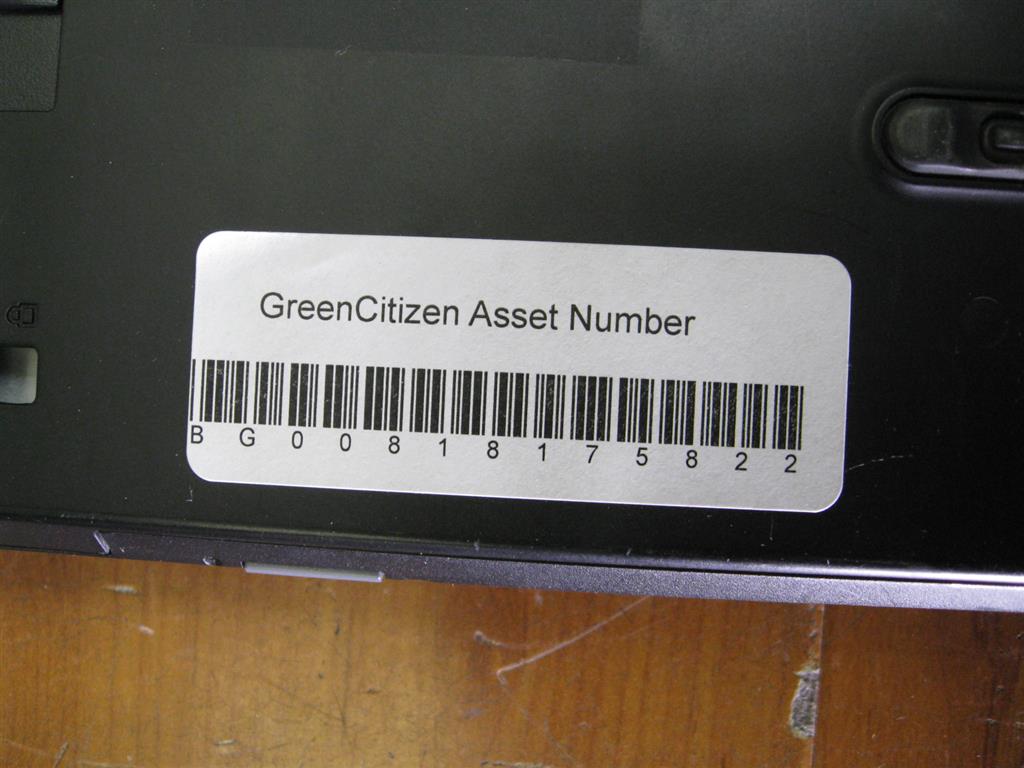 GreenCitizen Asset Number
B G 0 0 8 1 8 1 7 5 8 2 2